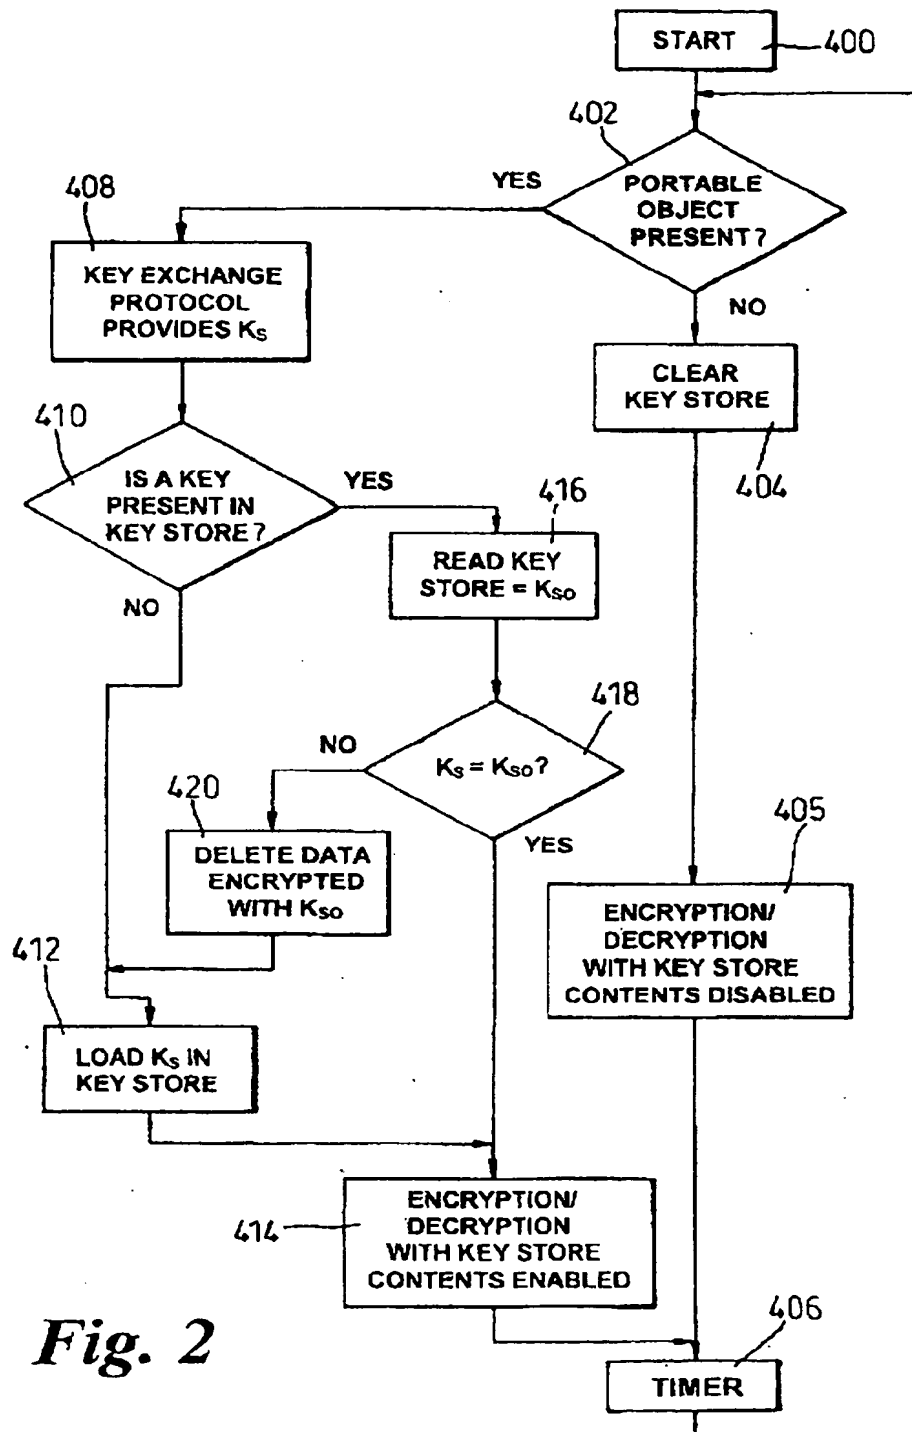 START
400
402
PORTABLE
OBJECT
PRESENT?
YES
NO
408
KEY EXCHANGE
PROTOCOL
PROVIDES KS
CLEAR
KEY STORE
404
410
IS A KEY
PRESENT IN
KEY STORE?
YES
NO
416
READ KEY
STORE = KSO
418
KS = KSO?
NO
YES
420
DELETE DATA
ENCRYPTED
WITH KSO
405
ENCRYPTION/
DECRYPTION
WITH KEY STORE
CONTENTS DISABLED
412
LOAD KS IN
KEY STORE
414
ENCRYPTION/
DECRYPTION
WITH KEY STORE
CONTENTS ENABLED
406
TIMER
Fig. 2